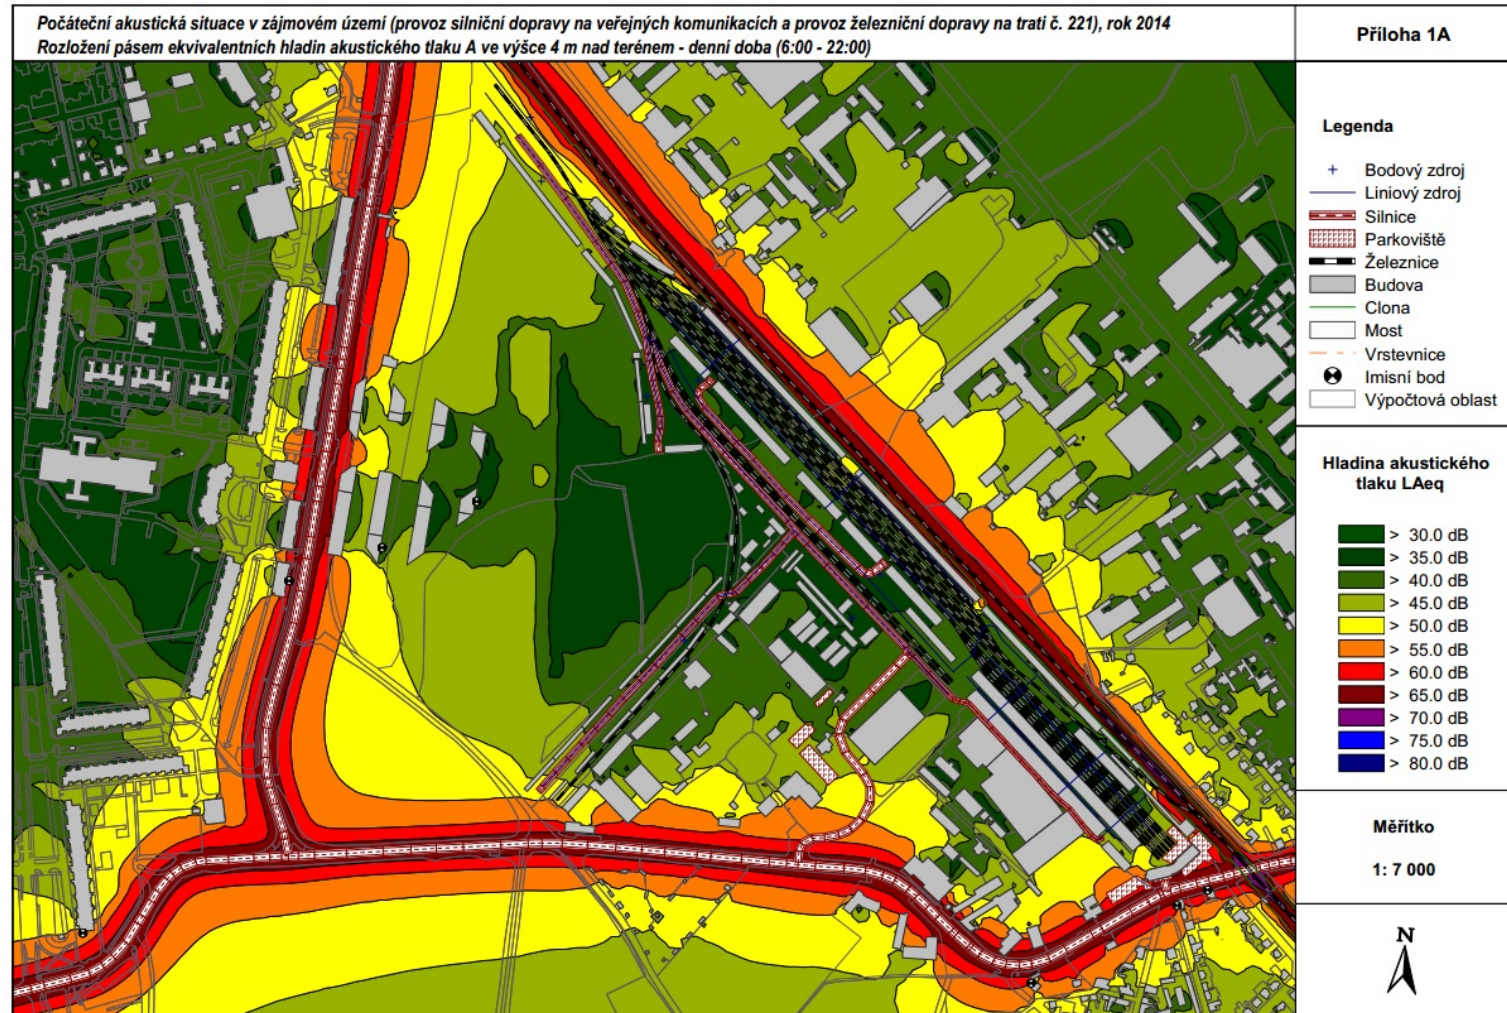 Počáteční akustická situace v zájmovém území (provoz silniční dopravy na veřejných komunikacích a provoz železniční dopravy na trati č. 221), rok 2014
Rozložení pásem ekvivalentních hladin akustického tlaku A ve výšce 4 m nad terénem - denní doba (6:00 - 22:00)
Příloha 1A
Legenda
Bodový zdroj
Liniový zdroj
Silnice
Parkoviště
Železnice
Budova
Clona
Most
Vrstevnice
Imisní bod
Výpočtová oblast
Hladina akustického
tlaku LAeq
> 30.0 dB
> 35.0 dB
> 40.0 dB
> 45.0 dB
> 50.0 dB
> 55.0 dB
> 60.0 dB
> 65.0 dB
> 70.0 dB
> 75.0 dB
> 80.0 dB
Měřítko
1: 7 000
N